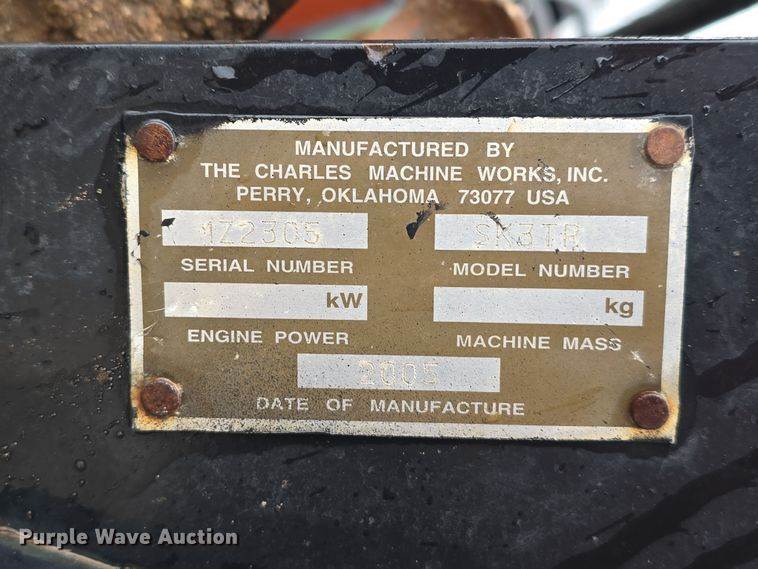 MANUFACTURED BY
THE CHARLES MACHINE WORKS, INC.
PERRY, OKLAHOMA 73077 USA
1Z2305 SK3TR
SERIAL NUMBER MODEL NUMBER
kW kg
ENGINE POWER MACHINE MASS
2005
DATE OF MANUFACTURE
Purple Wave Auction